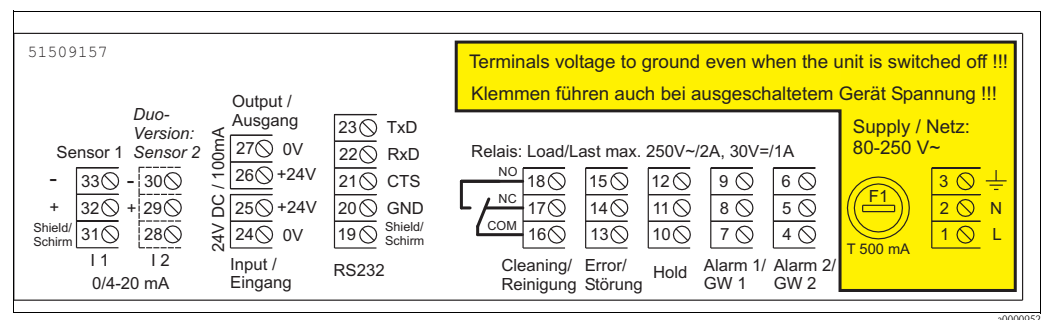 51509157
Terminals voltage to ground even when the unit is switched off !!!
Klemmen führen auch bei ausgeschaltetem Gerät Spannung !!!
Sensor 1
Duo-
Version:
Sensor 2
- 33 - 30
+ 32 + 29
Shield/
Schirm 31 28
I 1 I 2
0/4-20 mA
Output /
Ausgang
24V DC / 100mA
27 0V
26 +24V
25 +24V
24 0V
Input /
Eingang
23 TxD
22 RxD
21 CTS
20 GND
19 Shield/
Schirm
RS232
Relais: Load/Last max. 250V~/2A, 30V=/1A
NO 18 15 12 9 6
NC 17 14 11 8 5
COM 16 13 10 7 4
Cleaning/
Reinigung
Error/
Störung
Hold
Alarm 1/
GW 1
Alarm 2/
GW 2
Supply / Netz:
80-250 V~
F1
T 500 mA
3
2 N
1 L
a0000952